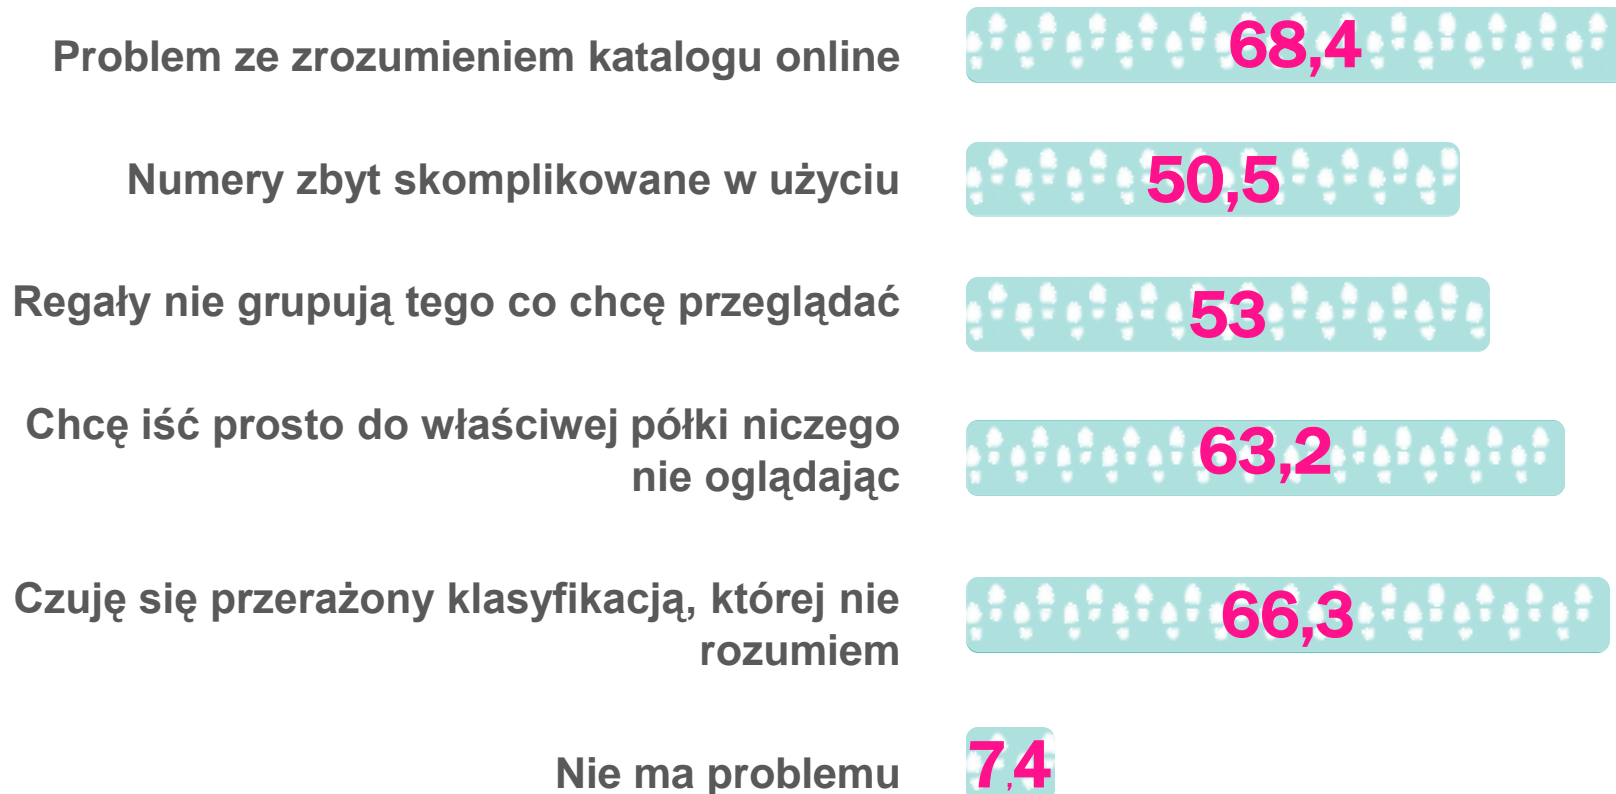 Problem ze zrozumieniem katalogu online
68,4
Numery zbyt skomplikowane w użyciu
50,5
Regały nie grupują tego co chcę przeglądać
53
Chcę iść prosto do właściwej półki niczego
nie oglądając
63,2
Czuję się przerażony klasyfikacją, której nie
rozumiem
66,3
Nie ma problemu
7,4